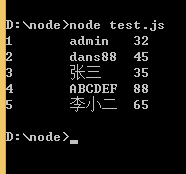 D:\node>node test.js
1 admin 32
2 dans88 45
3 张三 35
4 ABCDEF 88
5 李小二 65
D:\node>_